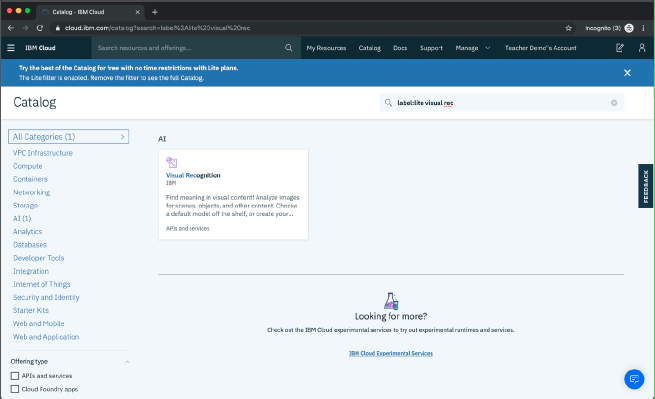 Catalog - IBM Cloud
cloud.ibm.com/catalog?search=label%3Alite%20visual%20rec
Incognito (3)
IBM Cloud
Search resources and offerings...
My Resources
Catalog
Docs
Support
Manage
Teacher Demo''s Account
Try the best of the Catalog for free with no time restrictions with Lite plans.
The Lite filter is enabled. Remove the filter to see the full Catalog.
Catalog
label:lite visual rec
All Categories (1)
VPC Infrastructure
Compute
Containers
Networking
Storage
AI (1)
Analytics
Databases
Developer Tools
Integration
Internet of Things
Security and Identity
Starter Kits
Web and Mobile
Web and Application
Offering type
APIs and services
Cloud Foundry apps
AI
Visual Recognition
IBM
Find meaning in visual content! Analyze images
for scenes, objects, and other content. Choose
a default model off the shelf, or create your...
APIs and services
FEEDBACK
Looking for more?
Check out the IBM Cloud experimental services to try out experimental runtimes and services.
IBM Cloud Experimental Services